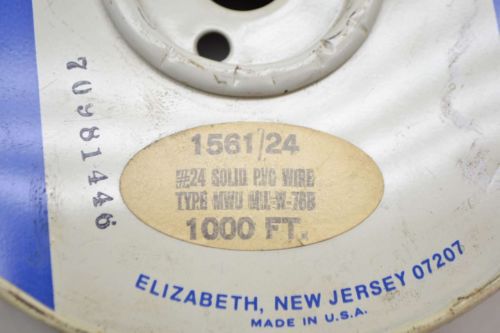 70981446
1561/24
#24 SOLID PVC WIRE
TYPE MWU MIL-W-76B
1000 FT.
ELIZABETH, NEW JERSEY 07207
MADE IN U.S.A.